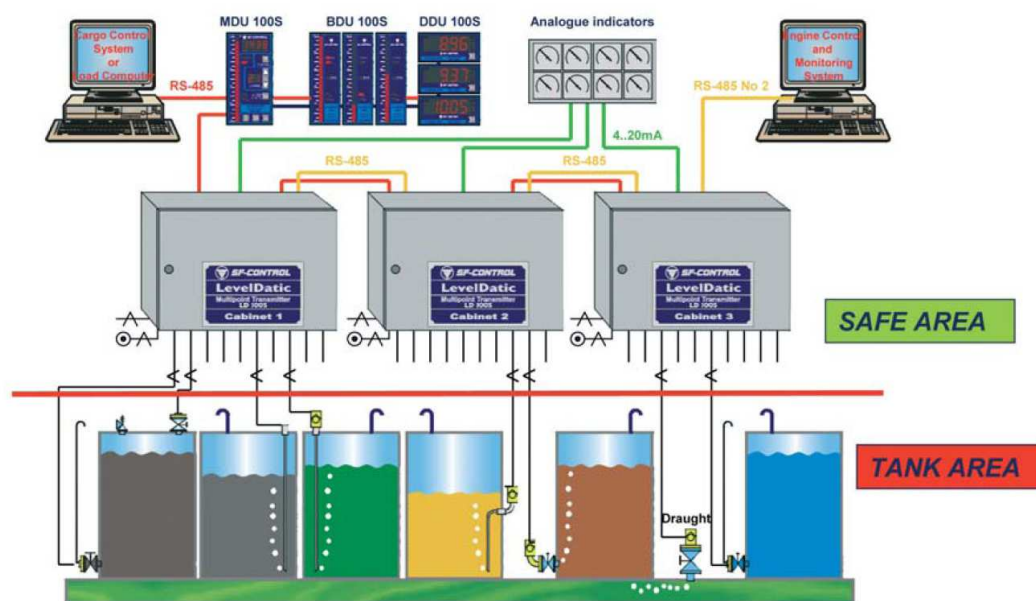 MDU 100S
BDU 100S
DDU 100S
Analogue indicators
Cargo Control
System
or
Load Computer
RS-485
896
937
1005
RS-485 No 2
Engine Control
and
Monitoring
System
4..20mA
RS-485
RS-485
SF-CONTROL
LevelDatic
Multipoint Transmitter
LD 100S
Cabinet 1
SF-CONTROL
LevelDatic
Multipoint Transmitter
LD 100S
Cabinet 2
SF-CONTROL
LevelDatic
Multipoint Transmitter
LD 100S
Cabinet 3
SAFE AREA
TANK AREA
Draught